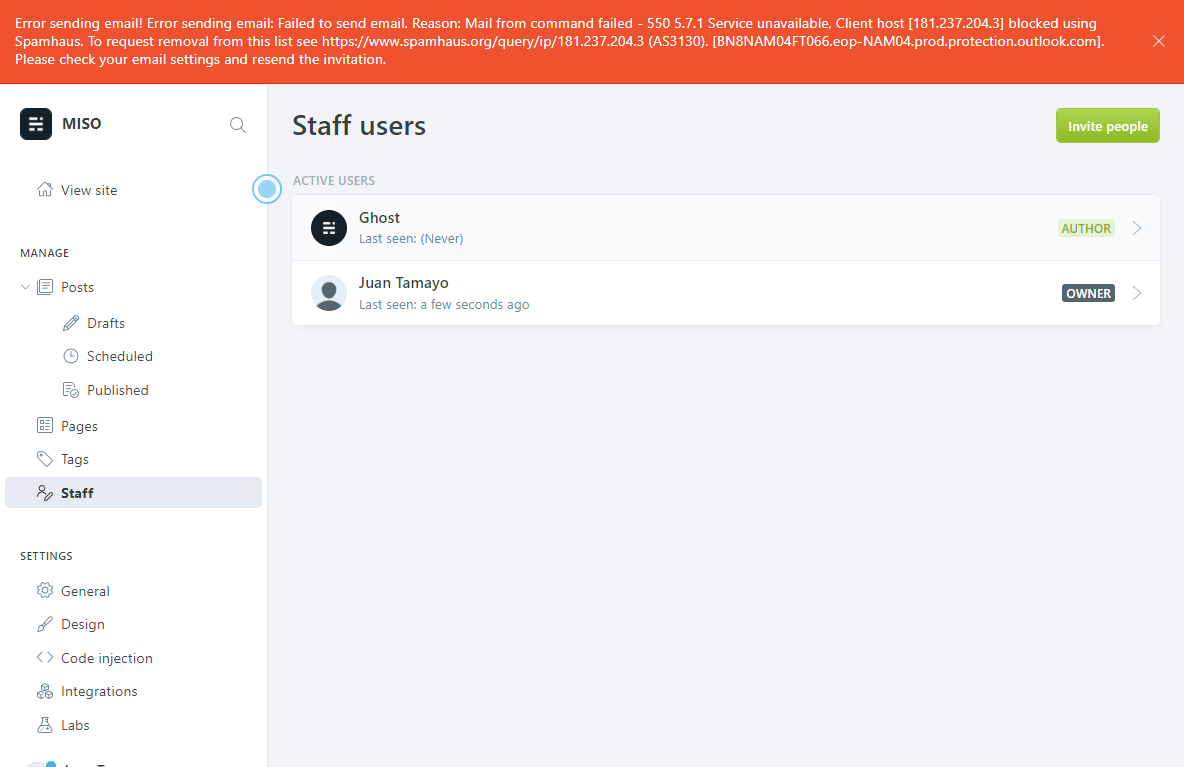 Error sending email! Error sending email: Failed to send email. Reason: Mail from command failed - 550 5.7.1 Service unavailable, Client host [181.237.204.3] blocked using
Spamhaus. To request removal from this list see https://www.spamhaus.org/query/ip/181.237.204.3 (AS3130). [BN8NAM04FT066.eop-NAM04.prod.protection.outlook.com].
Please check your email settings and resend the invitation.
MISO
Staff users
Invite people
View site
ACTIVE USERS
Ghost
Last seen: (Never)
AUTHOR
Juan Tamayo
Last seen: a few seconds ago
OWNER
MANAGE
Posts
Drafts
Scheduled
Published
Pages
Tags
Staff
SETTINGS
General
Design
Code injection
Integrations
Labs